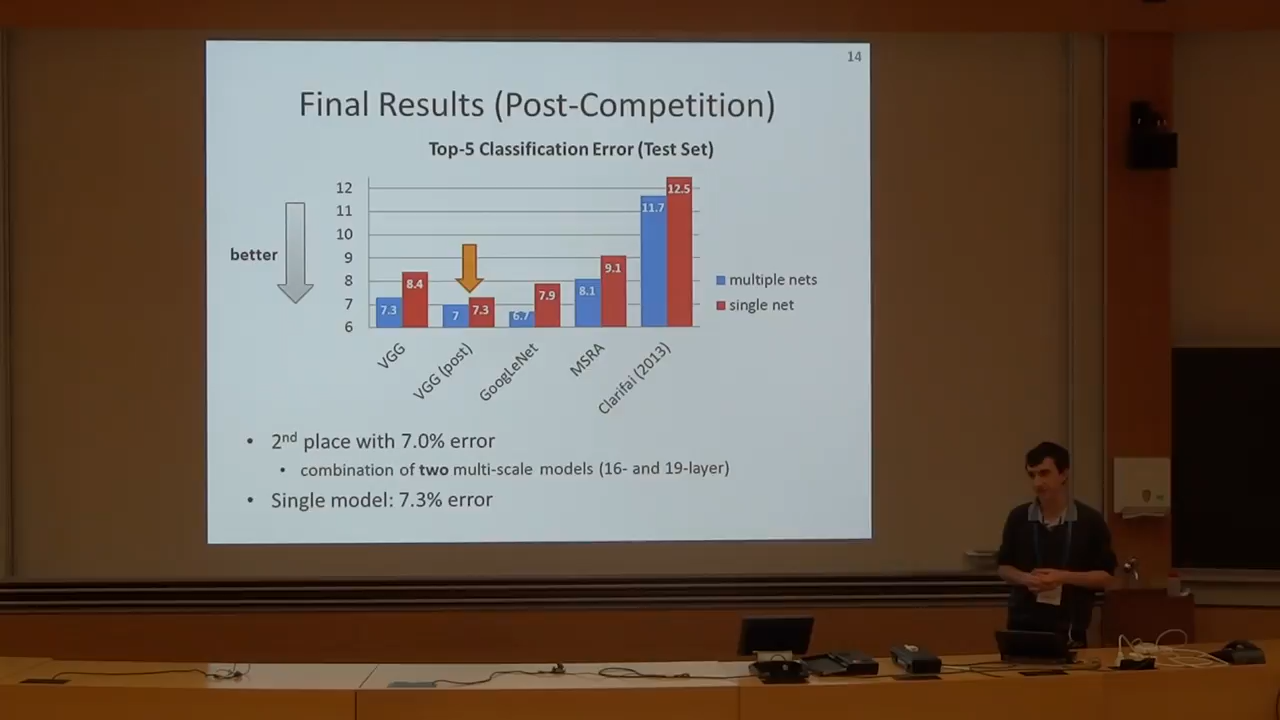 14
Final Results (Post-Competition)
Top-5 Classification Error (Test Set)
12
11
10
9
8
7
6
better
7.3
8.4
7
7.3
6.7
7.9
8.1
9.1
11.7
12.5
multiple nets
single net
VGG
VGG (post)
GoogLeNet
MSRA
Clarifai (2013)
• 2nd place with 7.0% error
• combination of two multi-scale models (16- and 19-layer)
• Single model: 7.3% error